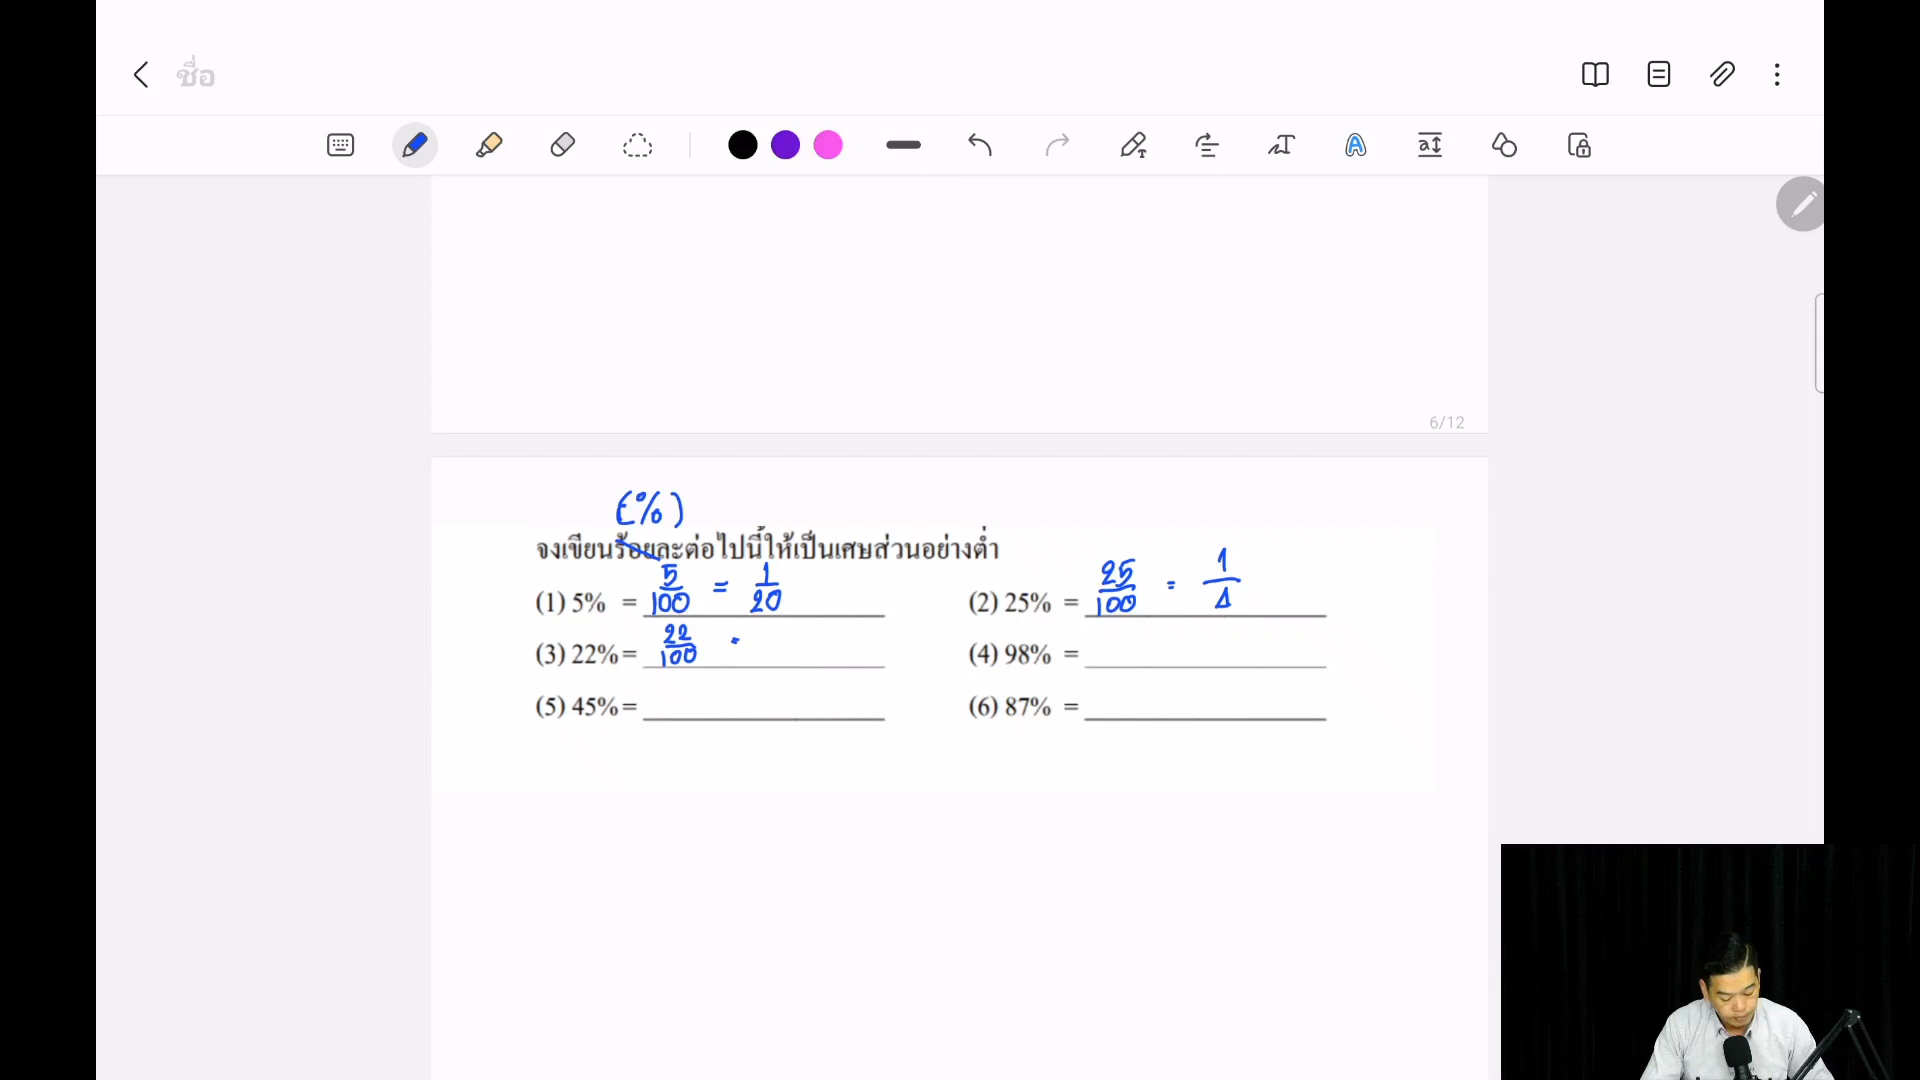 ชื่อ
6/12
(%)
จงเขียนร้อยละต่อไปนี้ให้เป็นเศษส่วนอย่างต่ำ
(1) 5% = 5/100 = 1/20
(2) 25% = 25/100 = 1/4
(3) 22% = 22/100 =
(4) 98% =
(5) 45% =
(6) 87% =